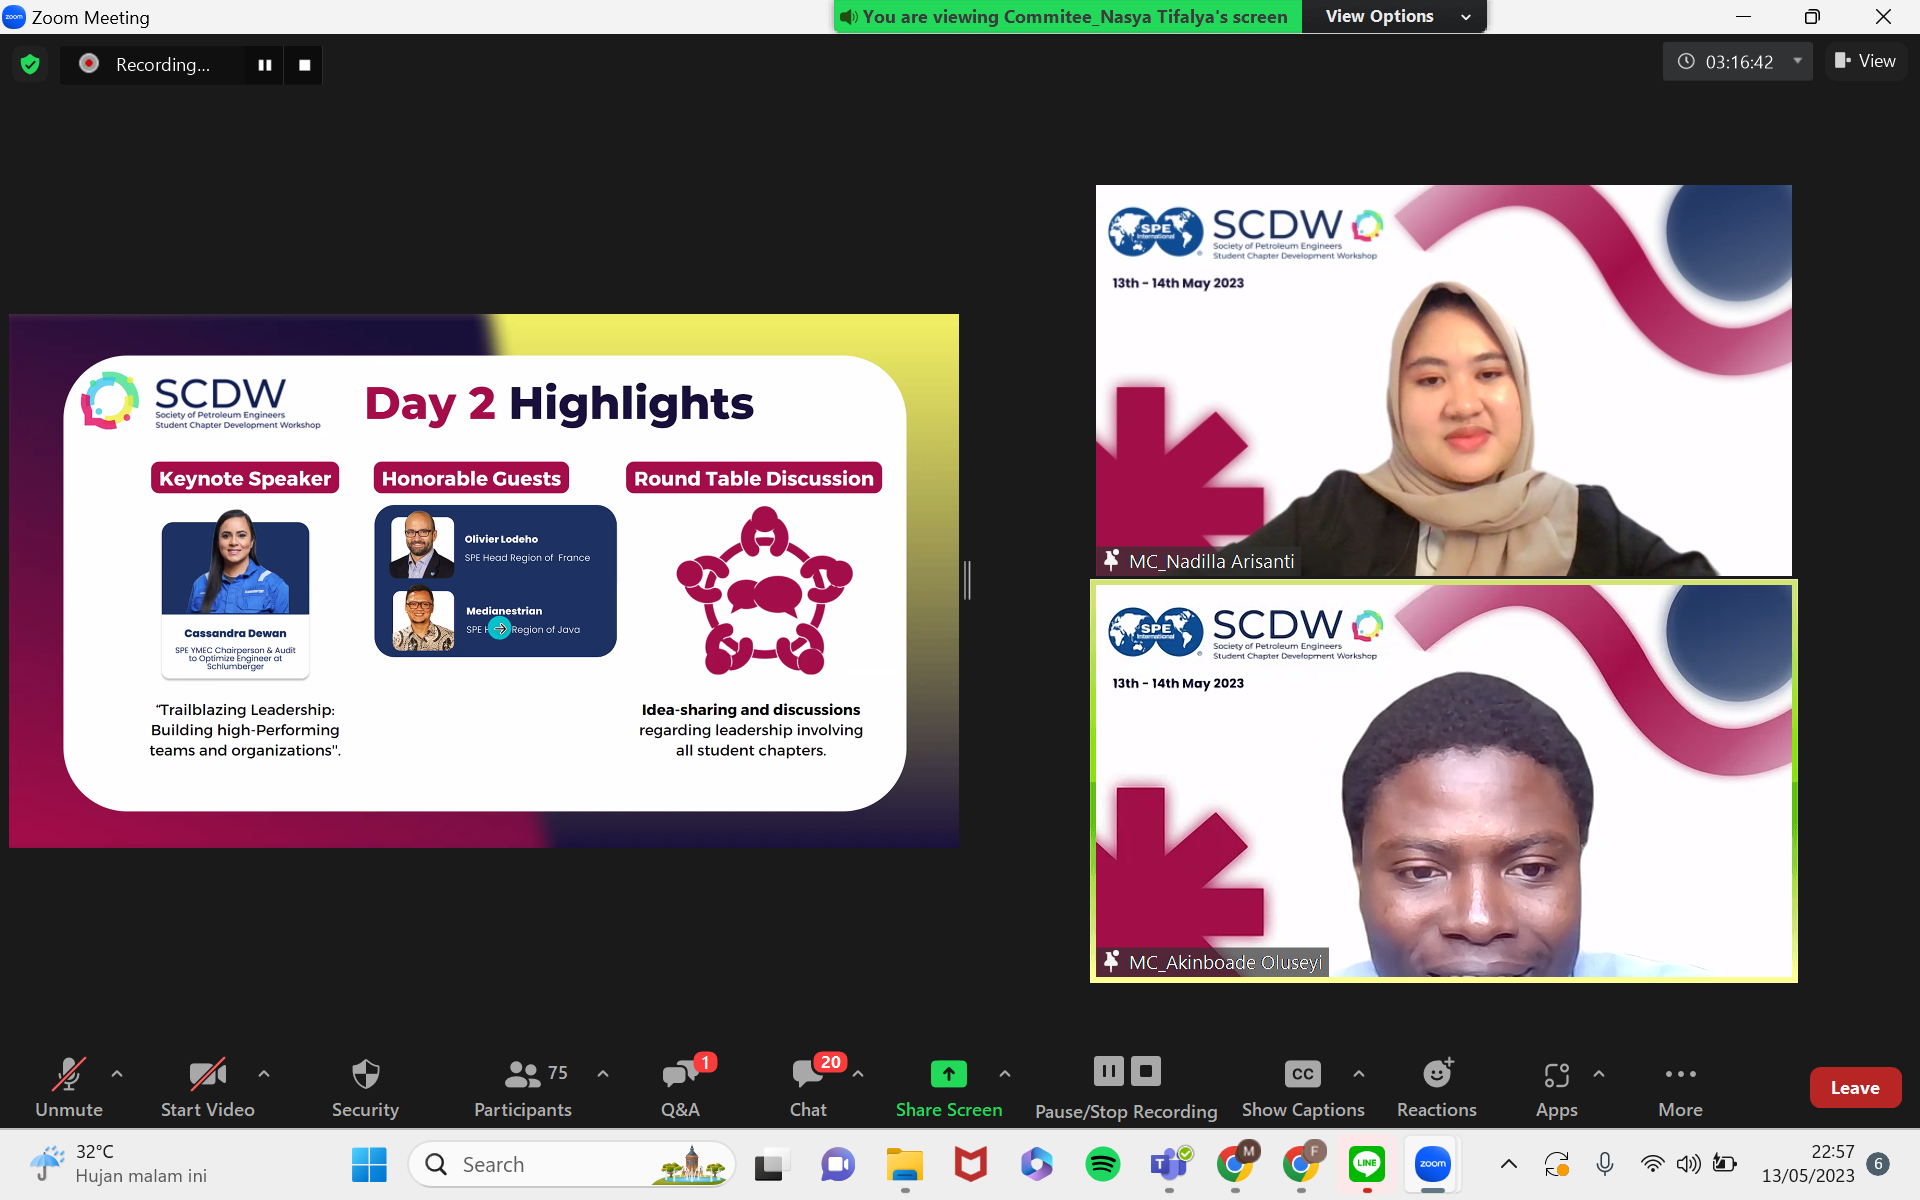 zoom Zoom Meeting
You are viewing Commitee_Nasya Tifalya's screen
View Options
Recording...
03:16:42
View
SCDW
Society of Petroleum Engineers
Student Chapter Development Workshop
Day 2 Highlights
Keynote Speaker
Cassandra Dewan
SPE YMEC Chairperson & Audit
to Optimize Engineer at
Schlumberger
"Trailblazing Leadership:
Building high-Performing
teams and organizations".
Honorable Guests
Olivier Lodeho
SPE Head Region of France
Medianestrian
SPE H Region of Java
Round Table Discussion
Idea-sharing and discussions
regarding leadership involving
all student chapters.
SPE
International
SCDW
Society of Petroleum Engineers
Student Chapter Development Workshop
13th - 14th May 2023
MC_Nadilla Arisanti
SPE
International
SCDW
Society of Petroleum Engineers
Student Chapter Development Workshop
13th - 14th May 2023
MC_Akinboade Oluseyi
Unmute
Start Video
Security
75
Participants
1
Q&A
20
Chat
Share Screen
Pause/Stop Recording
CC
Show Captions
Reactions
Apps
More
Leave
32°C
Hujan malam ini
Search
M
F
LINE
zoom
22:57
13/05/2023
6